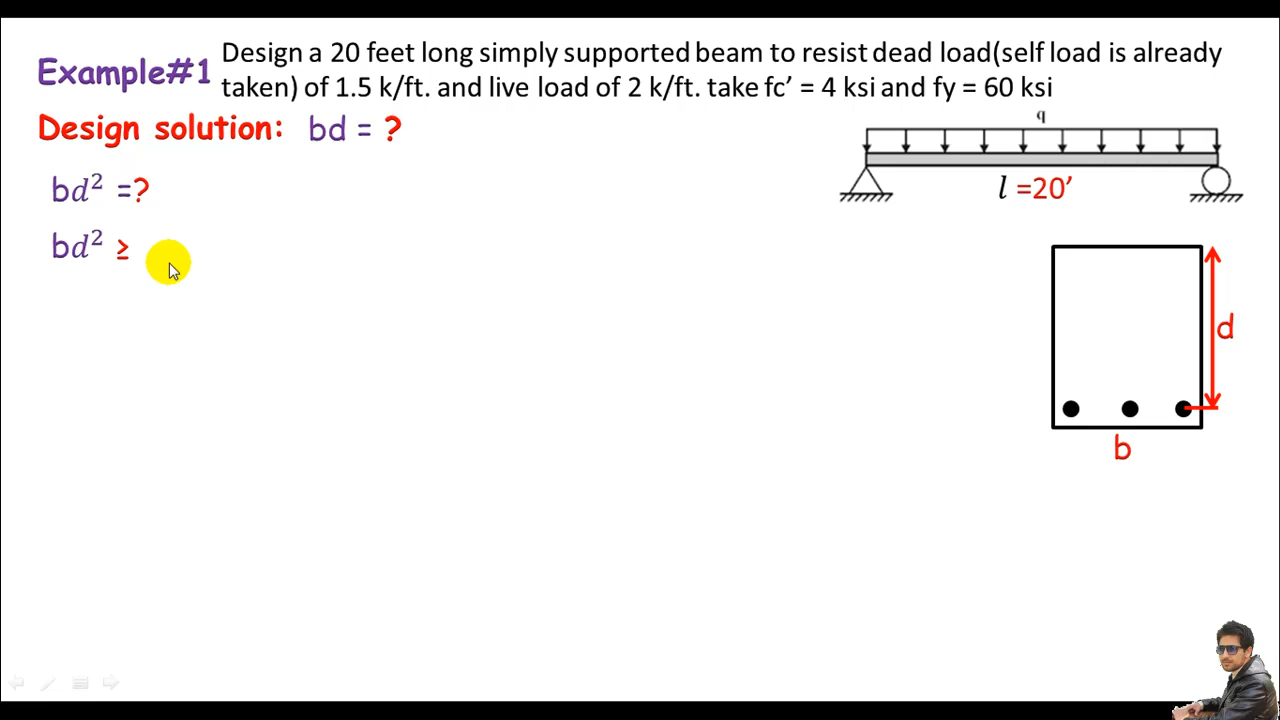 Example#1 Design a 20 feet long simply supported beam to resist dead load(self load is already
taken) of 1.5 k/ft. and live load of 2 k/ft. take fc’ = 4 ksi and fy = 60 ksi
Design solution: bd = ?
q
bd² =?
l =20’
bd² ≥
d
b